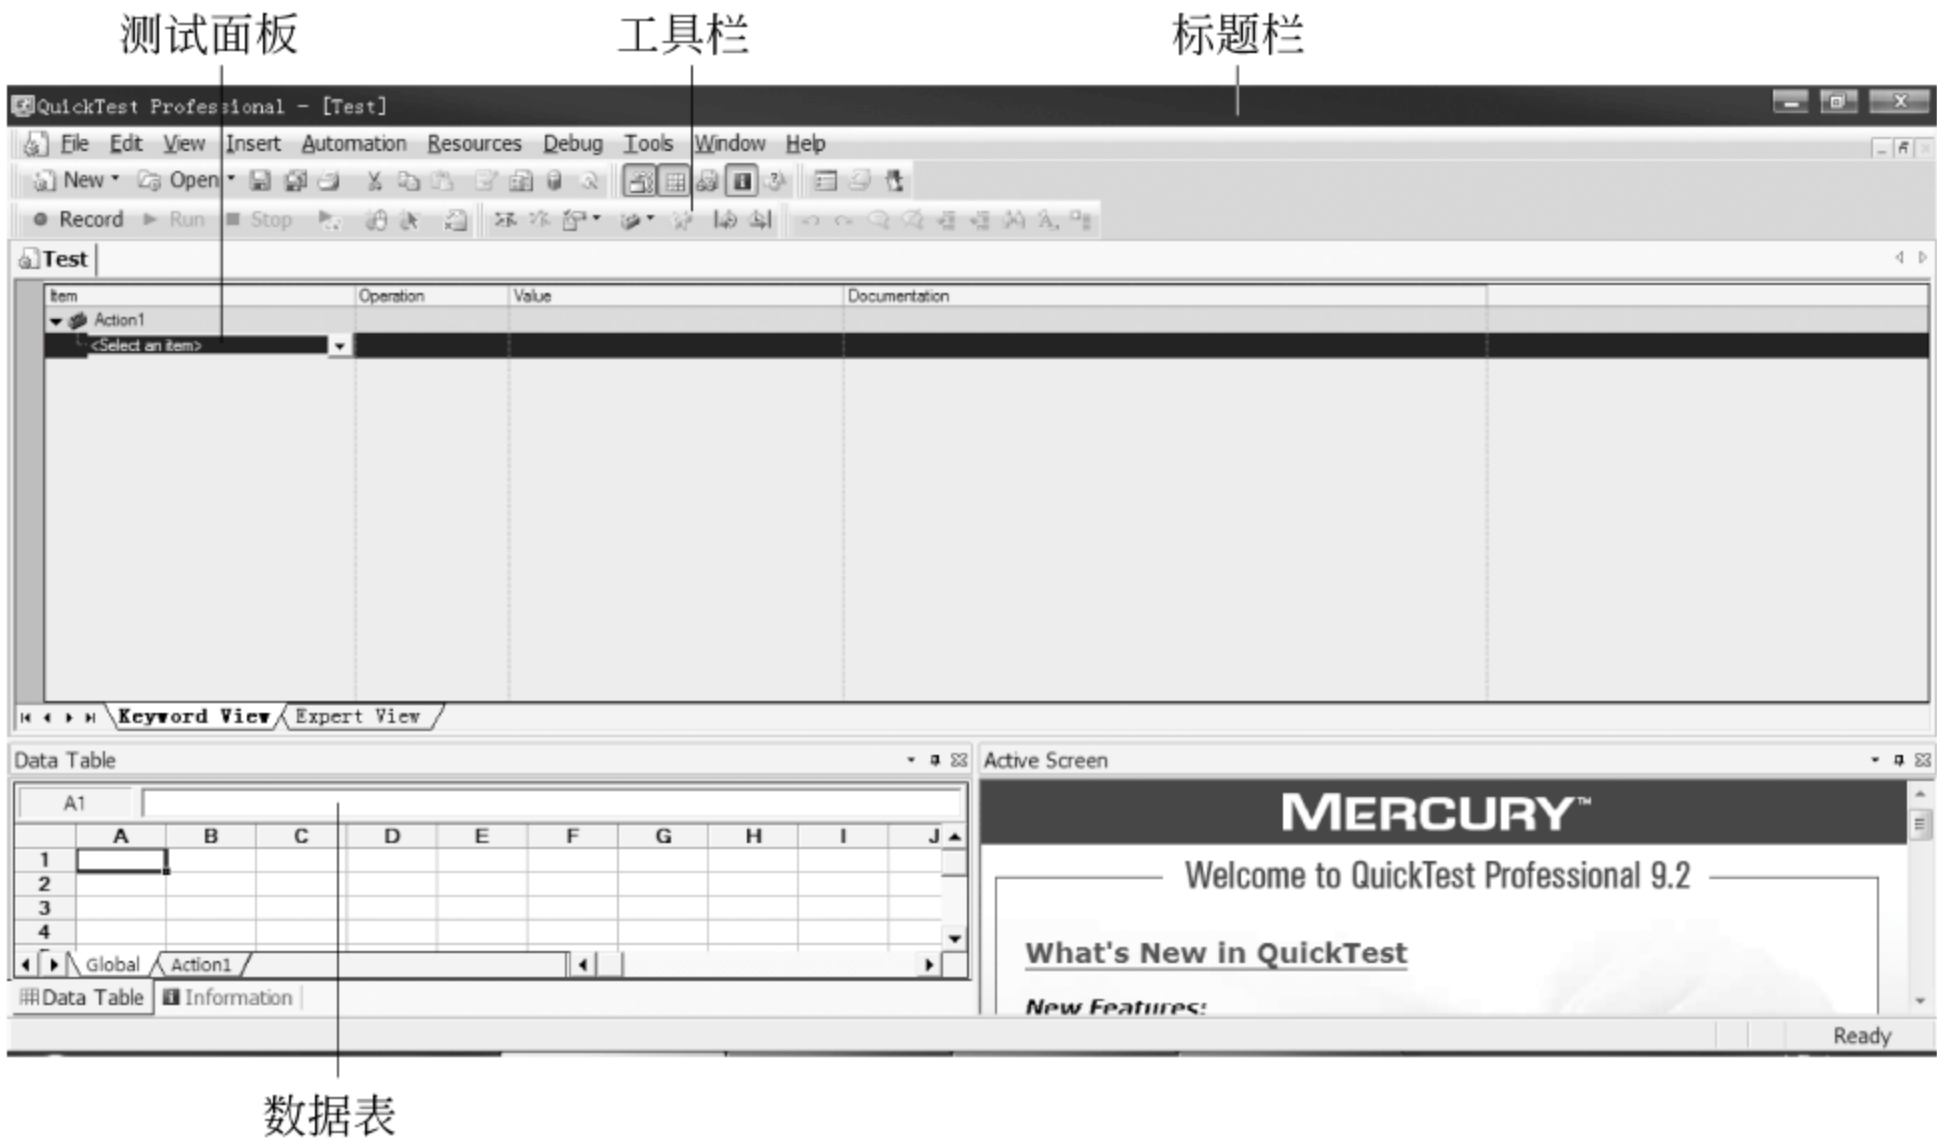 测试面板 工具栏 标题栏
QuickTest Professional - [Test]
File Edit View Insert Automation Resources Debug Tools Window Help
New Open
Record Run Stop
Test
Item Operation Value Documentation
Action1
<Select an item>
Keyword View Expert View
Data Table
Active Screen
A1
A B C D E F G H I J
1
2
3
4
Global Action1
Data Table Information
MERCURY™
Welcome to QuickTest Professional 9.2
What's New in QuickTest
New Features:
Ready
数据表